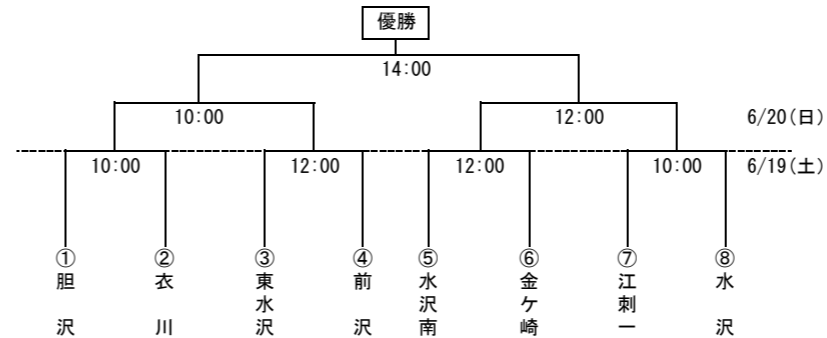 優勝
14:00
10:00
12:00
6/20(日)
10:00
12:00
12:00
10:00
6/19(土)
①
胆沢
②
衣川
③
東水沢
④
前沢
⑤
水沢南
⑥
金ケ崎
⑦
江刺一
⑧
水沢